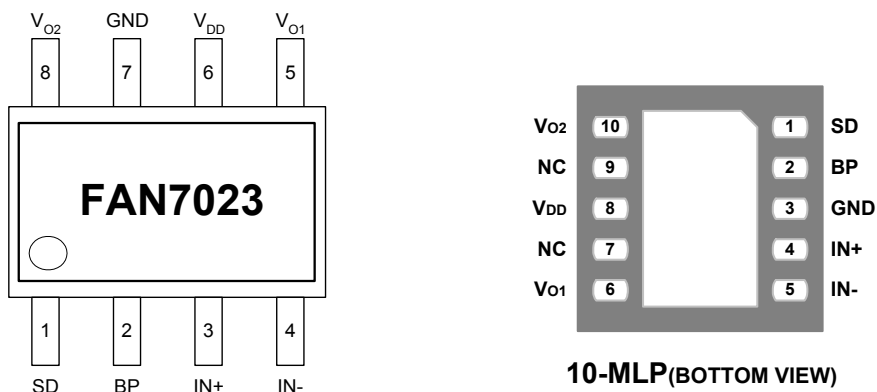 VO2 GND VDD VO1
8 7 6 5
FAN7023
1 2 3 4
SD BP IN+ IN-
VO2 10 1 SD
NC 9 2 BP
VDD 8 3 GND
NC 7 4 IN+
VO1 6 5 IN-
10-MLP(BOTTOM VIEW)